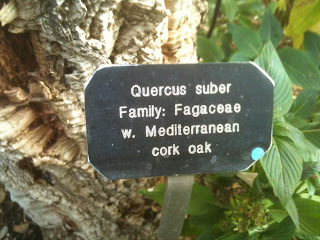 Quercus suber
Family: Fagaceae
w. Mediterranean
cork oak